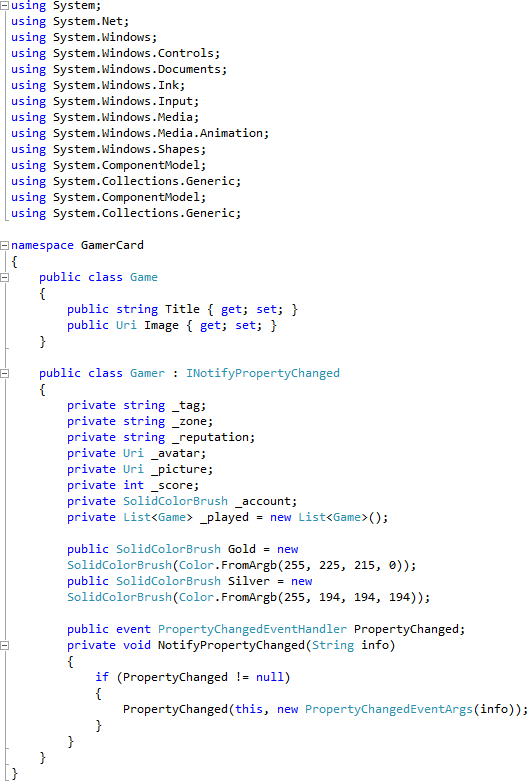 using System;
using System.Net;
using System.Windows;
using System.Windows.Controls;
using System.Windows.Documents;
using System.Windows.Ink;
using System.Windows.Input;
using System.Windows.Media;
using System.Windows.Media.Animation;
using System.Windows.Shapes;
using System.ComponentModel;
using System.Collections.Generic;
using System.ComponentModel;
using System.Collections.Generic;

namespace GamerCard
{
    public class Game
    {
        public string Title { get; set; }
        public Uri Image { get; set; }
    }

    public class Gamer : INotifyPropertyChanged
    {
        private string _tag;
        private string _zone;
        private string _reputation;
        private Uri _avatar;
        private Uri _picture;
        private int _score;
        private SolidColorBrush _account;
        private List<Game> _played = new List<Game>();

        public SolidColorBrush Gold = new
        SolidColorBrush(Color.FromArgb(255, 225, 215, 0));
        public SolidColorBrush Silver = new
        SolidColorBrush(Color.FromArgb(255, 194, 194, 194));

        public event PropertyChangedEventHandler PropertyChanged;
        private void NotifyPropertyChanged(String info)
        {
            if (PropertyChanged != null)
            {
                PropertyChanged(this, new PropertyChangedEventArgs(info));
            }
        }
    }
}